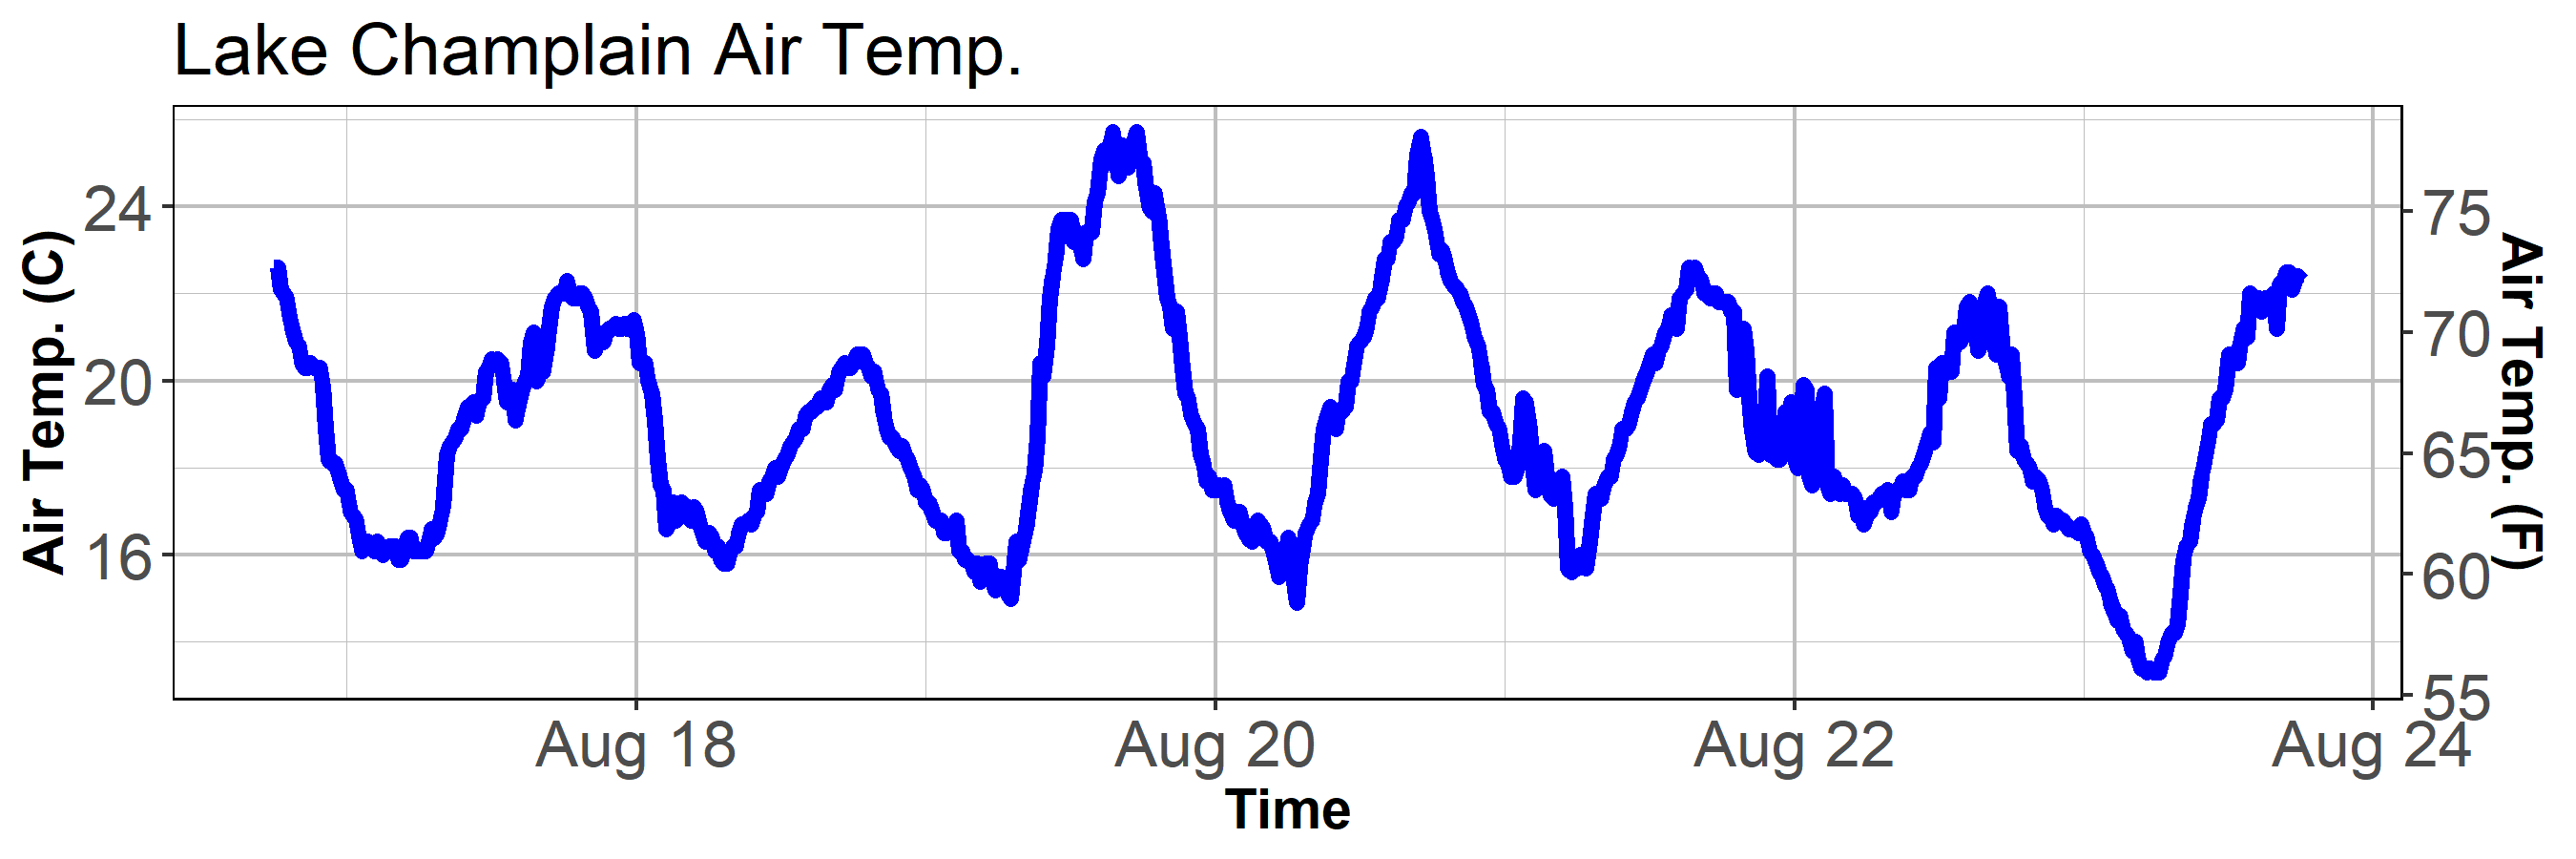 Lake Champlain Air Temp.
Air Temp. (C)
24
20
16
75
70
65
60
55
Air Temp. (F)
Aug 18
Aug 20
Aug 22
Aug 24
Time